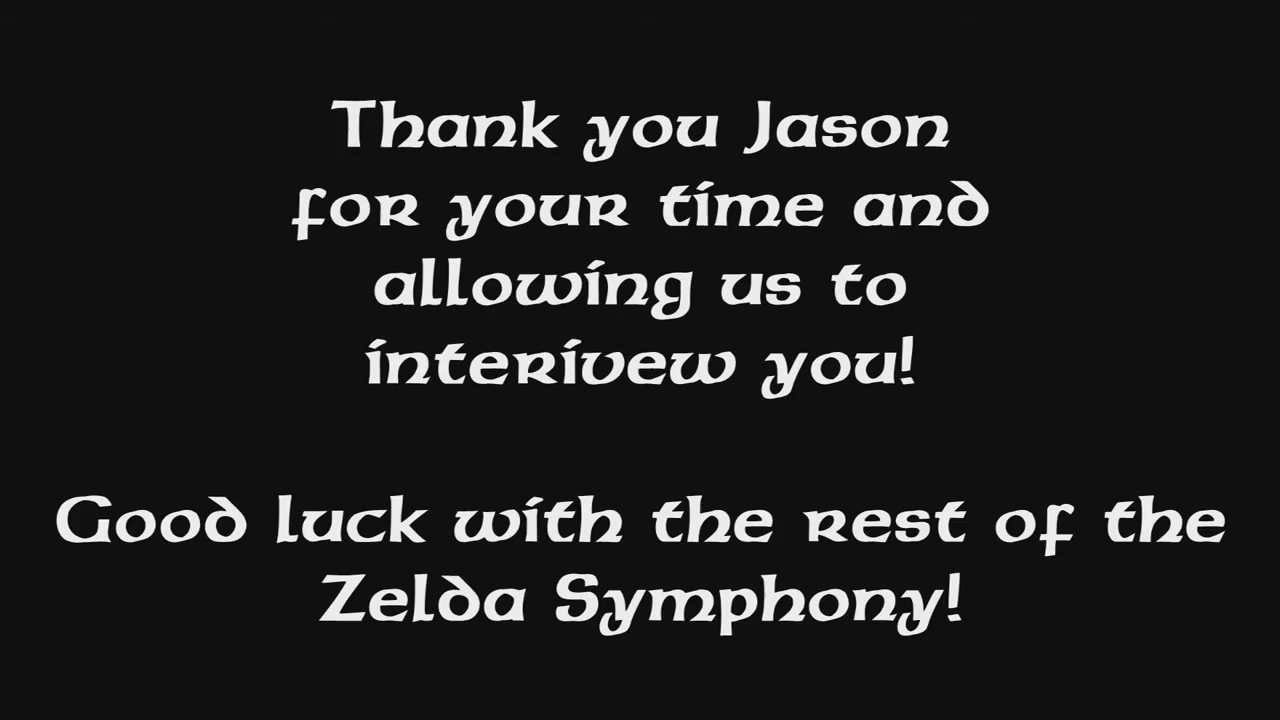 Thank you Jason
for your time and
allowing us to
interivew you!
Good luck with the rest of the
Zelda Symphony!